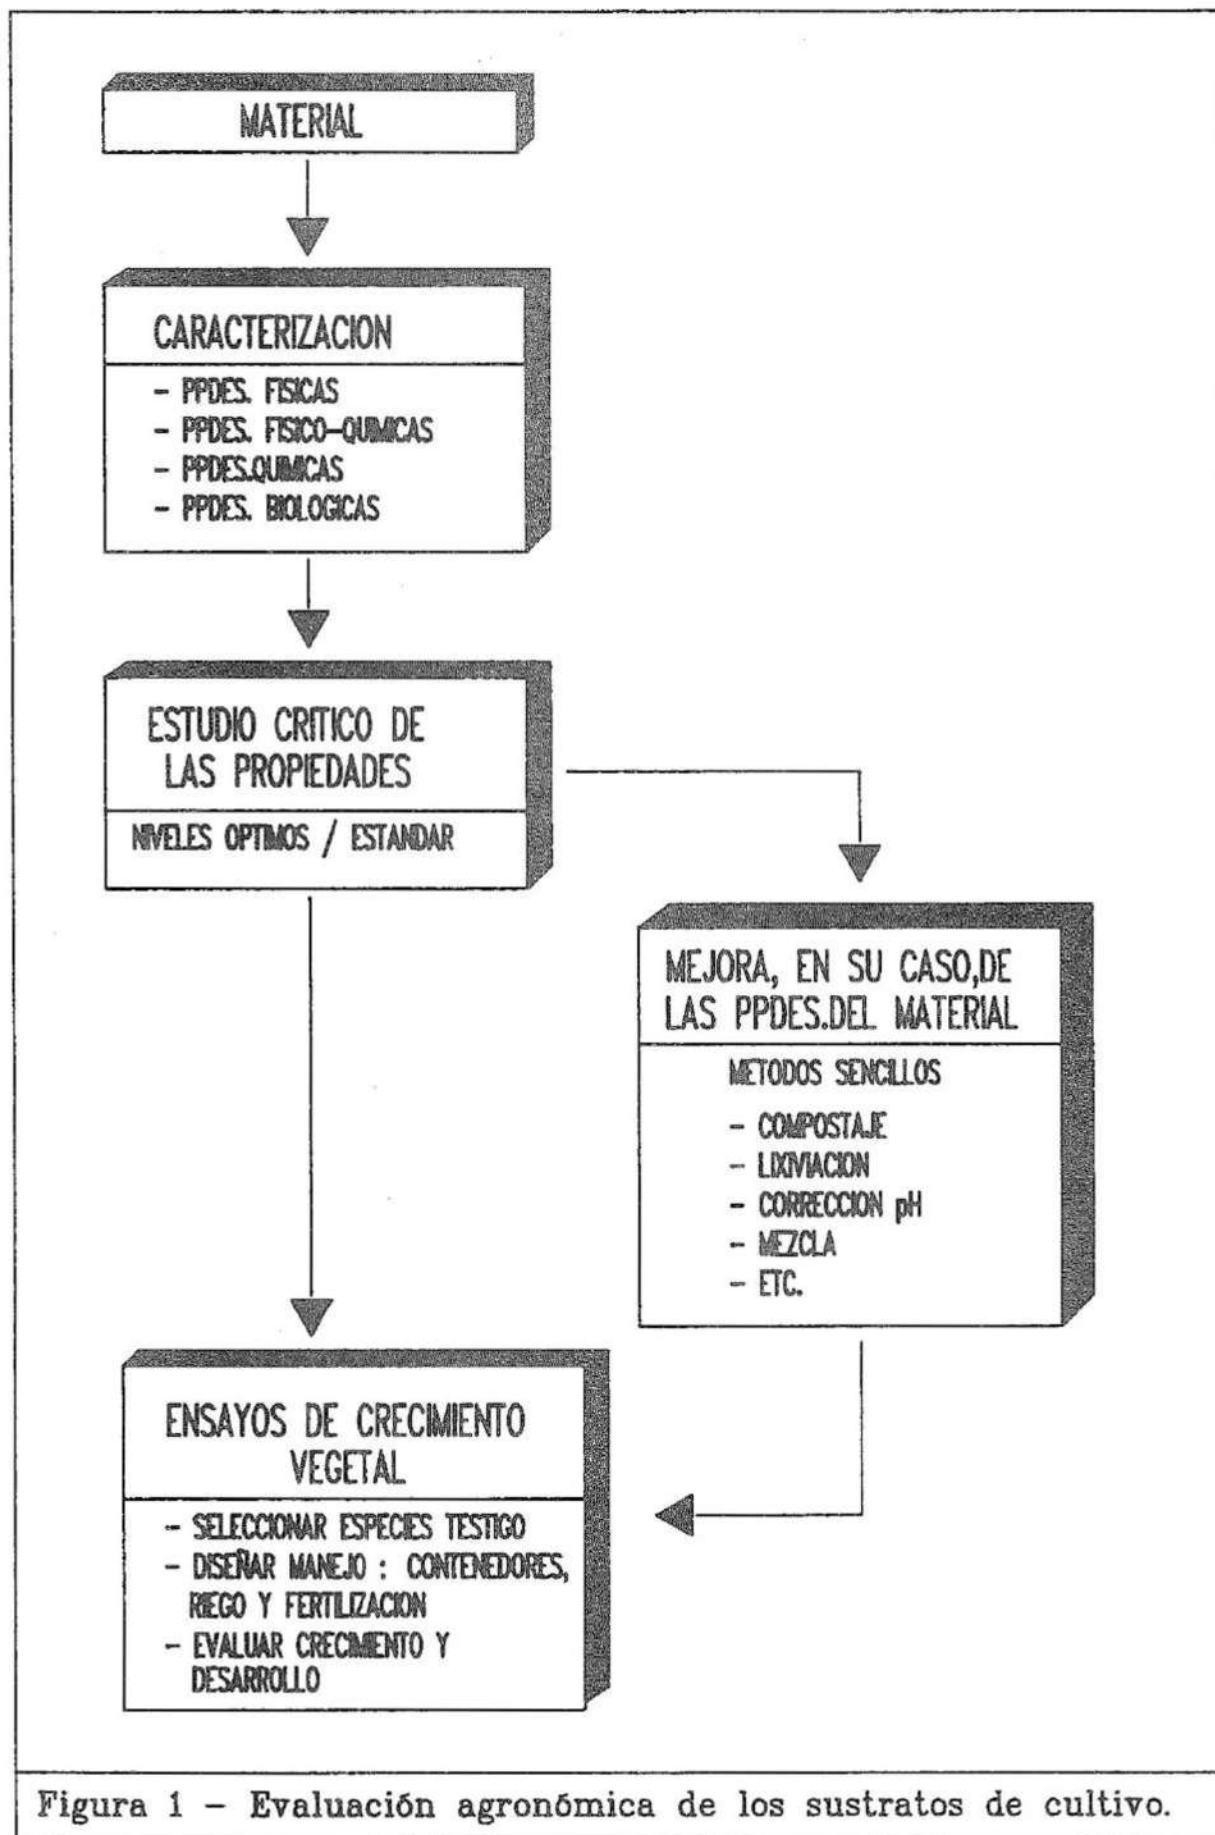 MATERIAL
CARACTERIZACION
- PPDES. FISICAS
- PPDES. FISICO-QUIMICAS
- PPDES.QUIMICAS
- PPDES. BIOLOGICAS
ESTUDIO CRITICO DE
LAS PROPIEDADES
NIVELES OPTIMOS / ESTANDAR
MEJORA, EN SU CASO,DE
LAS PPDES.DEL MATERIAL
METODOS SENCILLOS
- COMPOSTAJE
- LIXIVIACION
- CORRECCION pH
- MEZCLA
- ETC.
ENSAYOS DE CRECIMIENTO
VEGETAL
- SELECCIONAR ESPECIES TESTIGO
- DISEÑAR MANEJO : CONTENEDORES,
RIEGO Y FERTILIZACION
- EVALUAR CRECIMIENTO Y
DESARROLLO
Figura 1 - Evaluación agronómica de los sustratos de cultivo.